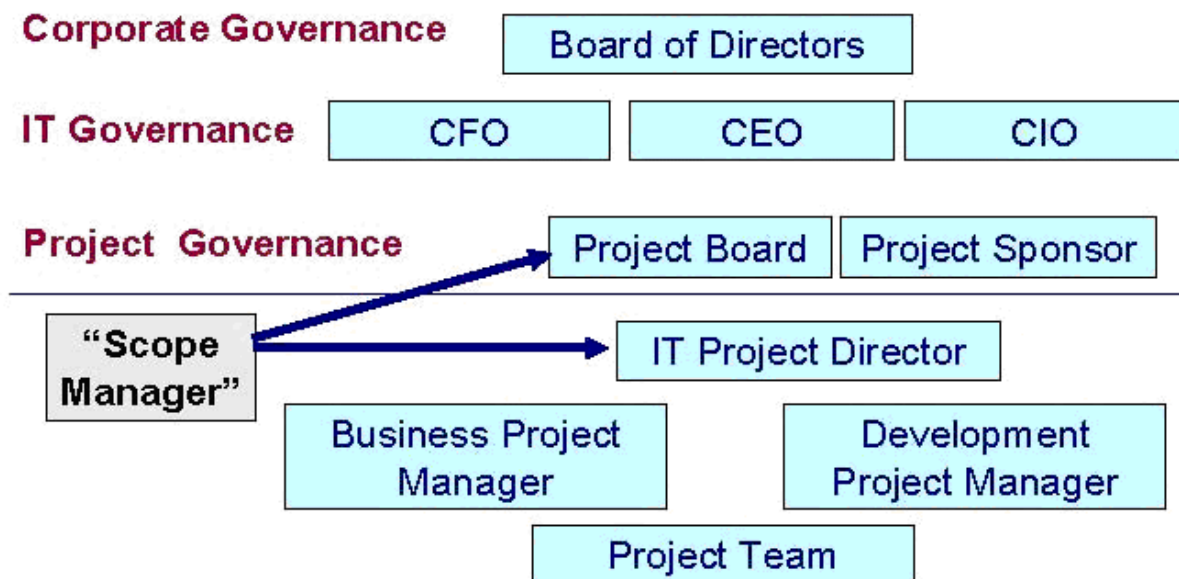 Corporate Governance
Board of Directors
IT Governance
CFO
CEO
CIO
Project Governance
Project Board
Project Sponsor
“Scope
Manager”
IT Project Director
Business Project
Manager
Development
Project Manager
Project Team